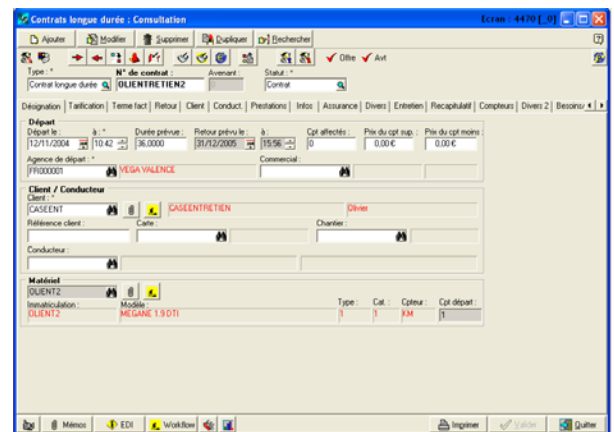 Contrats longue durée : Consultation Ecran : 4470 [_0]
Ajouter Modifier Supprimer Dupliquer Rechercher
Offre Avt
Type : * N° de contrat : Avenant : Statut : *
Contrat longue durée OLIENTRETIEN2 Contrat
Désignation Tarification Terme fact Retour Client Conduct. Prestations Infos Assurance Divers Entretien Recapitulatif Compteurs Divers 2 Besoins/
Départ
Départ le : à : * Durée prévue : Retour prévu le : à : Cpt affectés : Prix du cpt sup. : Prix du cpt moins :
12/11/2004 10:42 36,0000 31/12/2005 15:56 0 0,00 € 0,00 €
Agence de départ : * Commercial :
FR000001 VEGA VALENCE
Client / Conducteur
Client : *
CASEENT CASEENTRETIEN Olivier
Référence client : Carte : Chantier :
Conducteur :
Matériel
OLIENT2
Immatriculation : Modèle : Type : Cat. : Cpteur : Cpt départ :
OLIENT2 MEGANE 1.9 DTI 1 1 KM 1
Mémos EDI Workflow Imprimer Valider Quitter